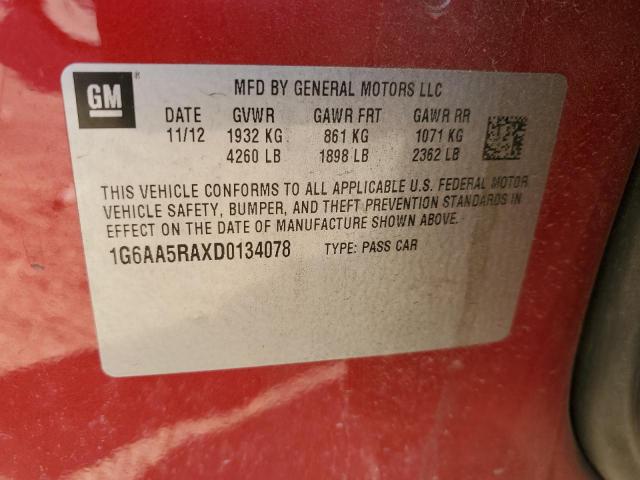 GM ®
MFD BY GENERAL MOTORS LLC
DATE GVWR GAWR FRT GAWR RR
11/12 1932 KG 861 KG 1071 KG
4260 LB 1898 LB 2362 LB
THIS VEHICLE CONFORMS TO ALL APPLICABLE U.S. FEDERAL MOTOR
VEHICLE SAFETY, BUMPER, AND THEFT PREVENTION STANDARDS IN
EFFECT ON THE DATE OF MANUFACTURE SHOWN ABOVE.
1G6AA5RAXD0134078 TYPE: PASS CAR